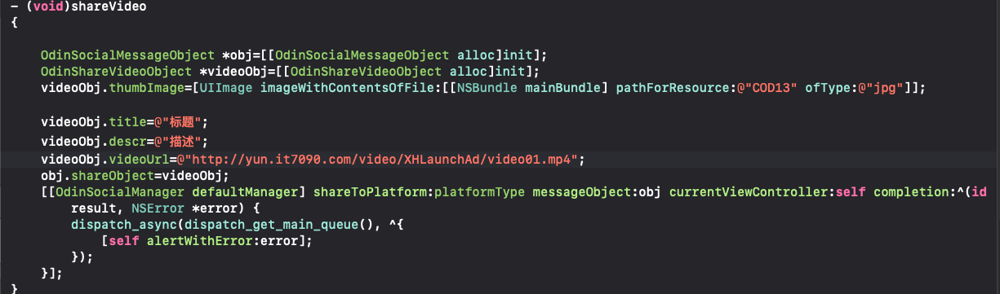 - (void)shareVideo
{
OdinSocialMessageObject *obj=[[OdinSocialMessageObject alloc]init];
OdinShareVideoObject *videoObj=[[OdinShareVideoObject alloc]init];
videoObj.thumbImage=[UIImage imageWithContentsOfFile:[[NSBundle mainBundle] pathForResource:@"COD13" ofType:@"jpg"]];
videoObj.title=@"标题";
videoObj.descr=@"描述";
videoObj.videoUrl=@"http://yun.it7090.com/video/XHLaunchAd/video01.mp4";
obj.shareObject=videoObj;
[[OdinSocialManager defaultManager] shareToPlatform:platformType messageObject:obj currentViewController:self completion:^(id
result, NSError *error) {
dispatch_async(dispatch_get_main_queue(), ^{
[self alertWithError:error];
});
}];
}